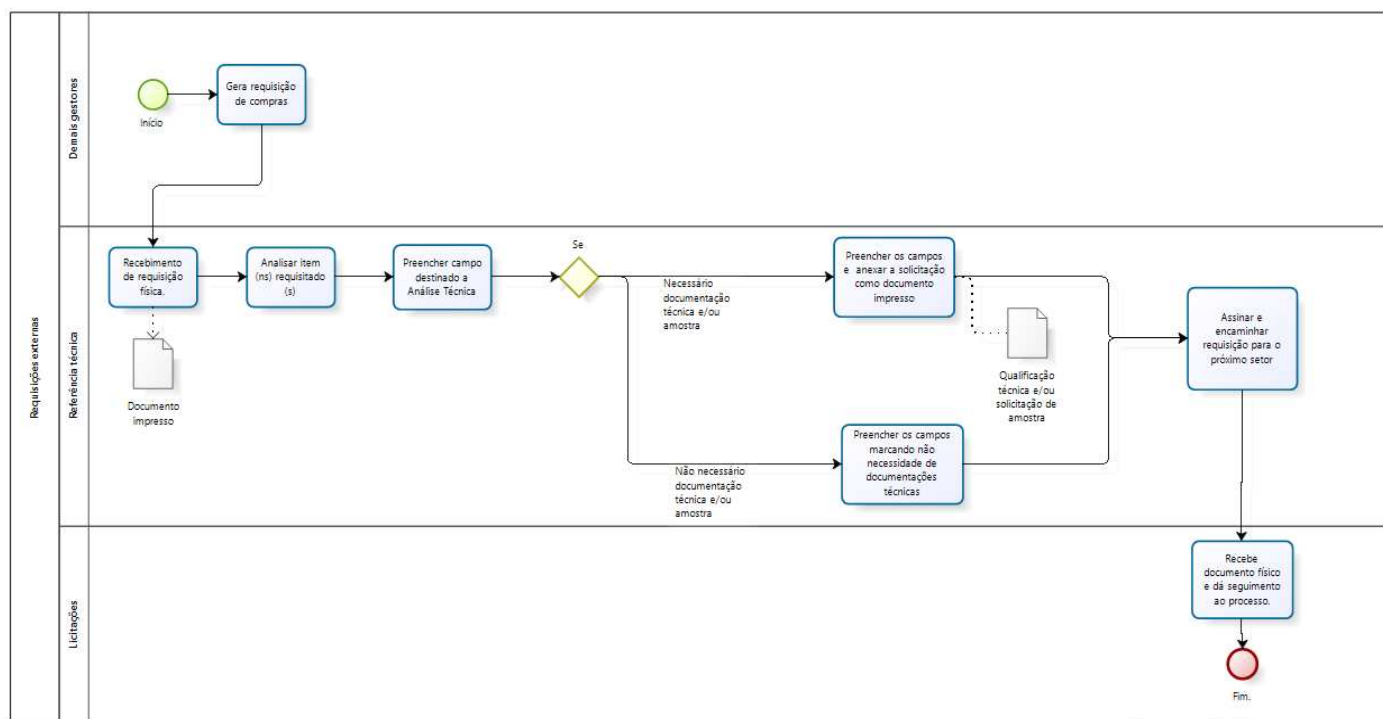 Requisições externas
Demais gestores
Início
Gera requisição
de compras
Referência técnica
Recebimento
de requisição
física.
Documento
impresso
Analisar item
(ns) requisitado
(s)
Preencher campo
destinado a
Análise Técnica
Se
Necessário
documentação
técnica e/ou
amostra
Não necessário
documentação
técnica e/ou
amostra
Preencher os campos
e anexar a solicitação
como documento
impresso
Qualificação
técnica e/ou
solicitação de
amostra
Preencher os campos
marcando não
necessidade de
documentações
técnicas
Assinar e
encaminhar
requisição para o
próximo setor
Licitações
Recebe
documento físico
e dá seguimento
ao processo.
Fim.